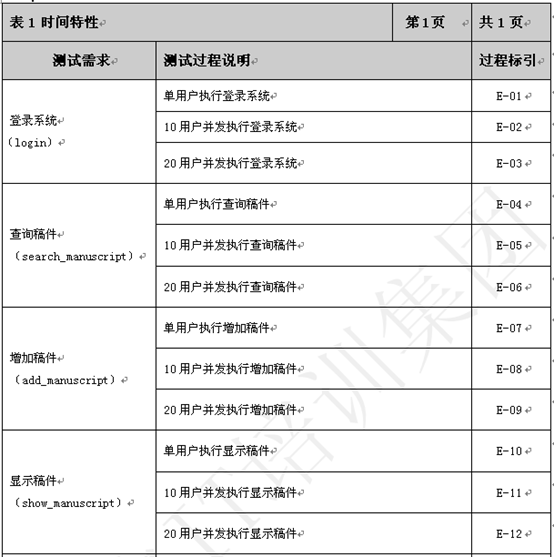 表 1 时间特性 第 1 页 共 1 页
测试需求 测试过程说明 过程标引
登录系统
（login）
单用户执行登录系统 E-01
10 用户并发执行登录系统 E-02
20 用户并发执行登录系统 E-03
查询稿件
（search_manuscript）
单用户执行查询稿件 E-04
10 用户并发执行查询稿件 E-05
20 用户并发执行查询稿件 E-06
增加稿件
（add_manuscript）
单用户执行增加稿件 E-07
10 用户并发执行增加稿件 E-08
20 用户并发执行增加稿件 E-09
显示稿件
（show_manuscript）
单用户执行显示稿件 E-10
10 用户并发执行显示稿件 E-11
20 用户并发执行显示稿件 E-12
IT培训集团